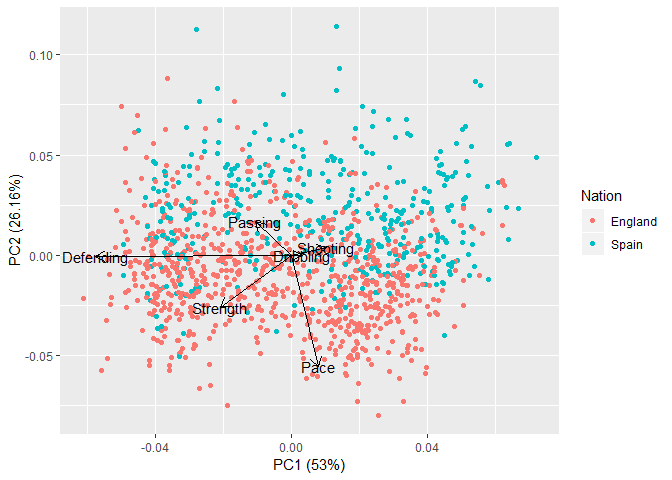 0.10
0.05
0.00
-0.05
PC2 (26.16%)
Passing
Shooting
Defending
Dribbling
Strength
Pace
-0.04
0.00
0.04
PC1 (53%)
Nation
England
Spain